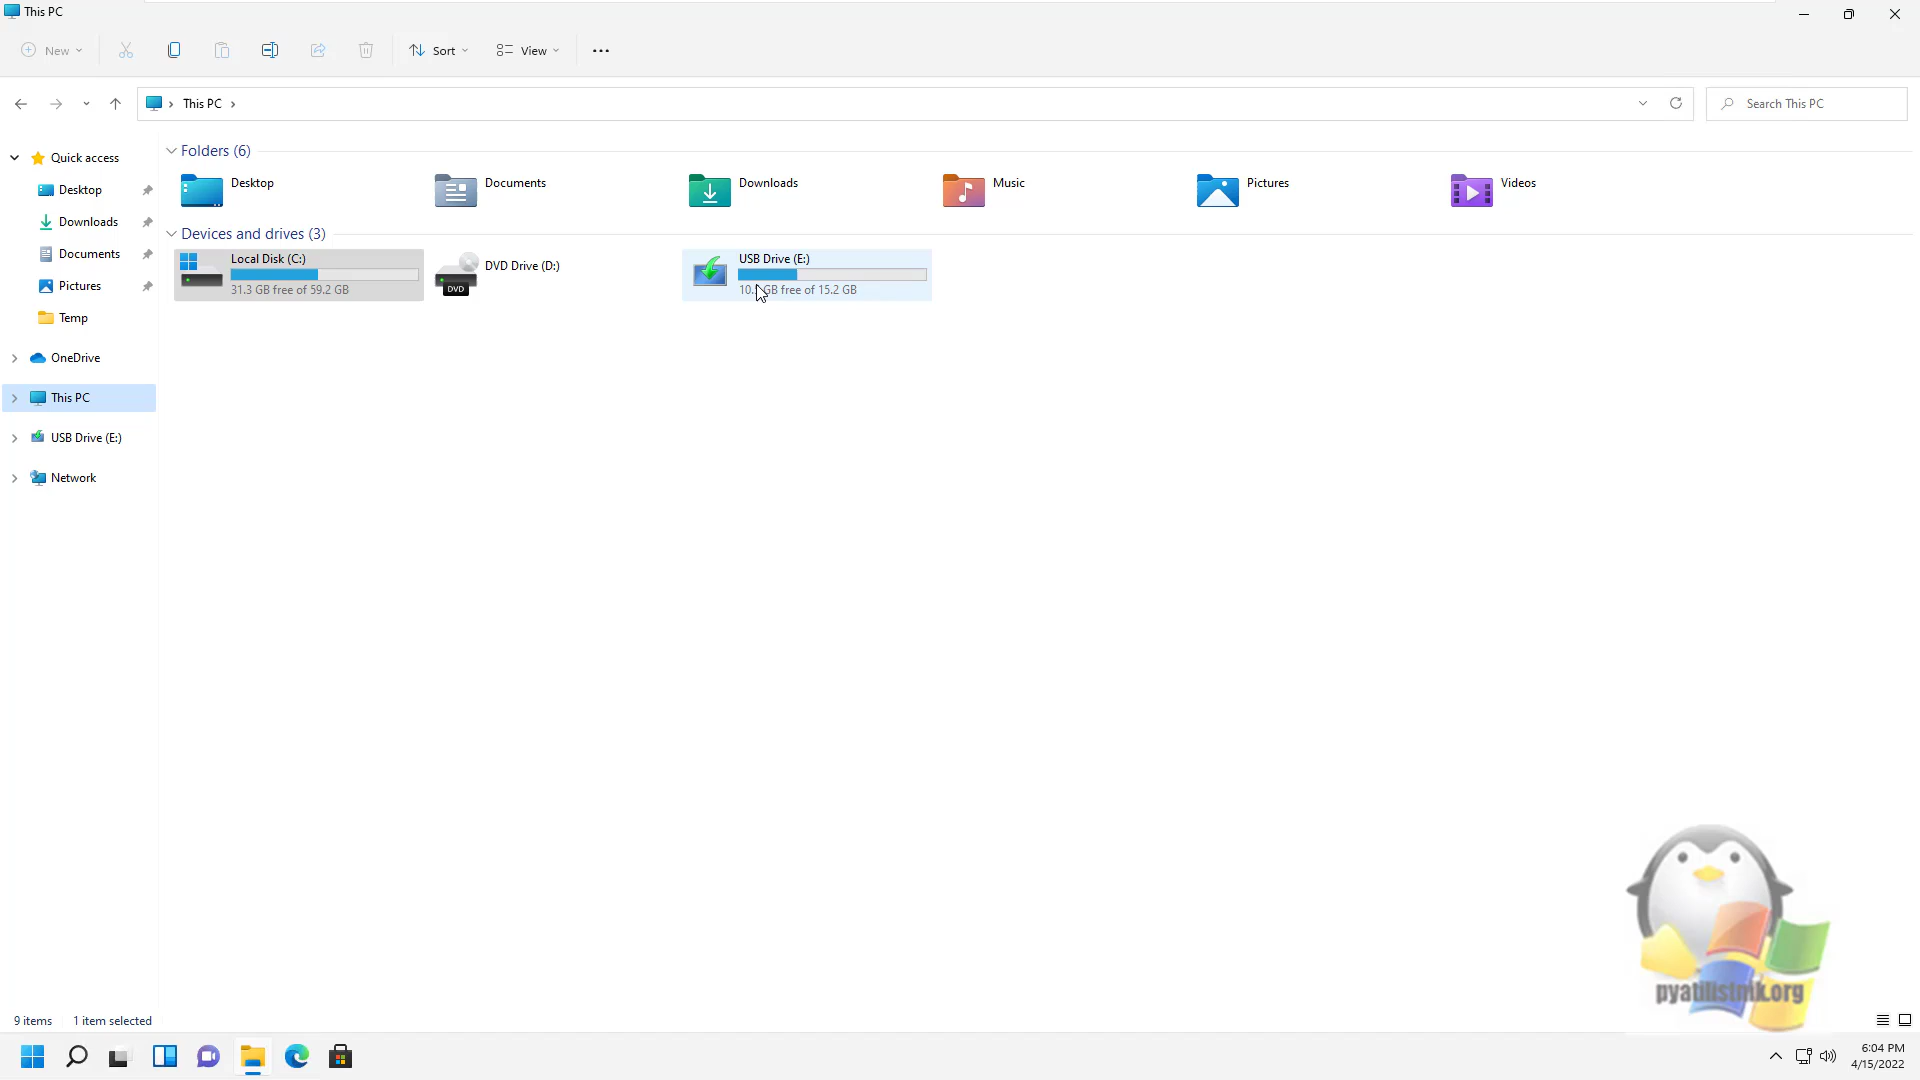 This PC
New
Sort
View
This PC
Search This PC
Quick access
Desktop
Downloads
Documents
Pictures
Temp
OneDrive
This PC
USB Drive (E:)
Network
Folders (6)
Desktop
Documents
Downloads
Music
Pictures
Videos
Devices and drives (3)
Local Disk (C:)
31.3 GB free of 59.2 GB
DVD Drive (D:)
DVD
USB Drive (E:)
GB free of 15.2 GB
pyatilistnik.org
9 items 1 item selected
6:04 PM
4/15/2022